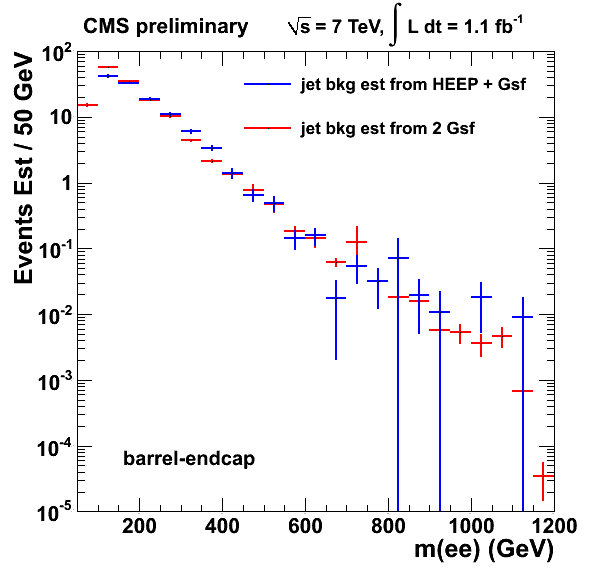 CMS preliminary
√s = 7 TeV, ∫ L dt = 1.1 fb⁻¹
Events Est / 50 GeV
10²
10
1
10⁻¹
10⁻²
10⁻³
10⁻⁴
10⁻⁵
jet bkg est from HEEP + Gsf
jet bkg est from 2 Gsf
barrel-endcap
200 400 600 800 1000 1200
m(ee) (GeV)